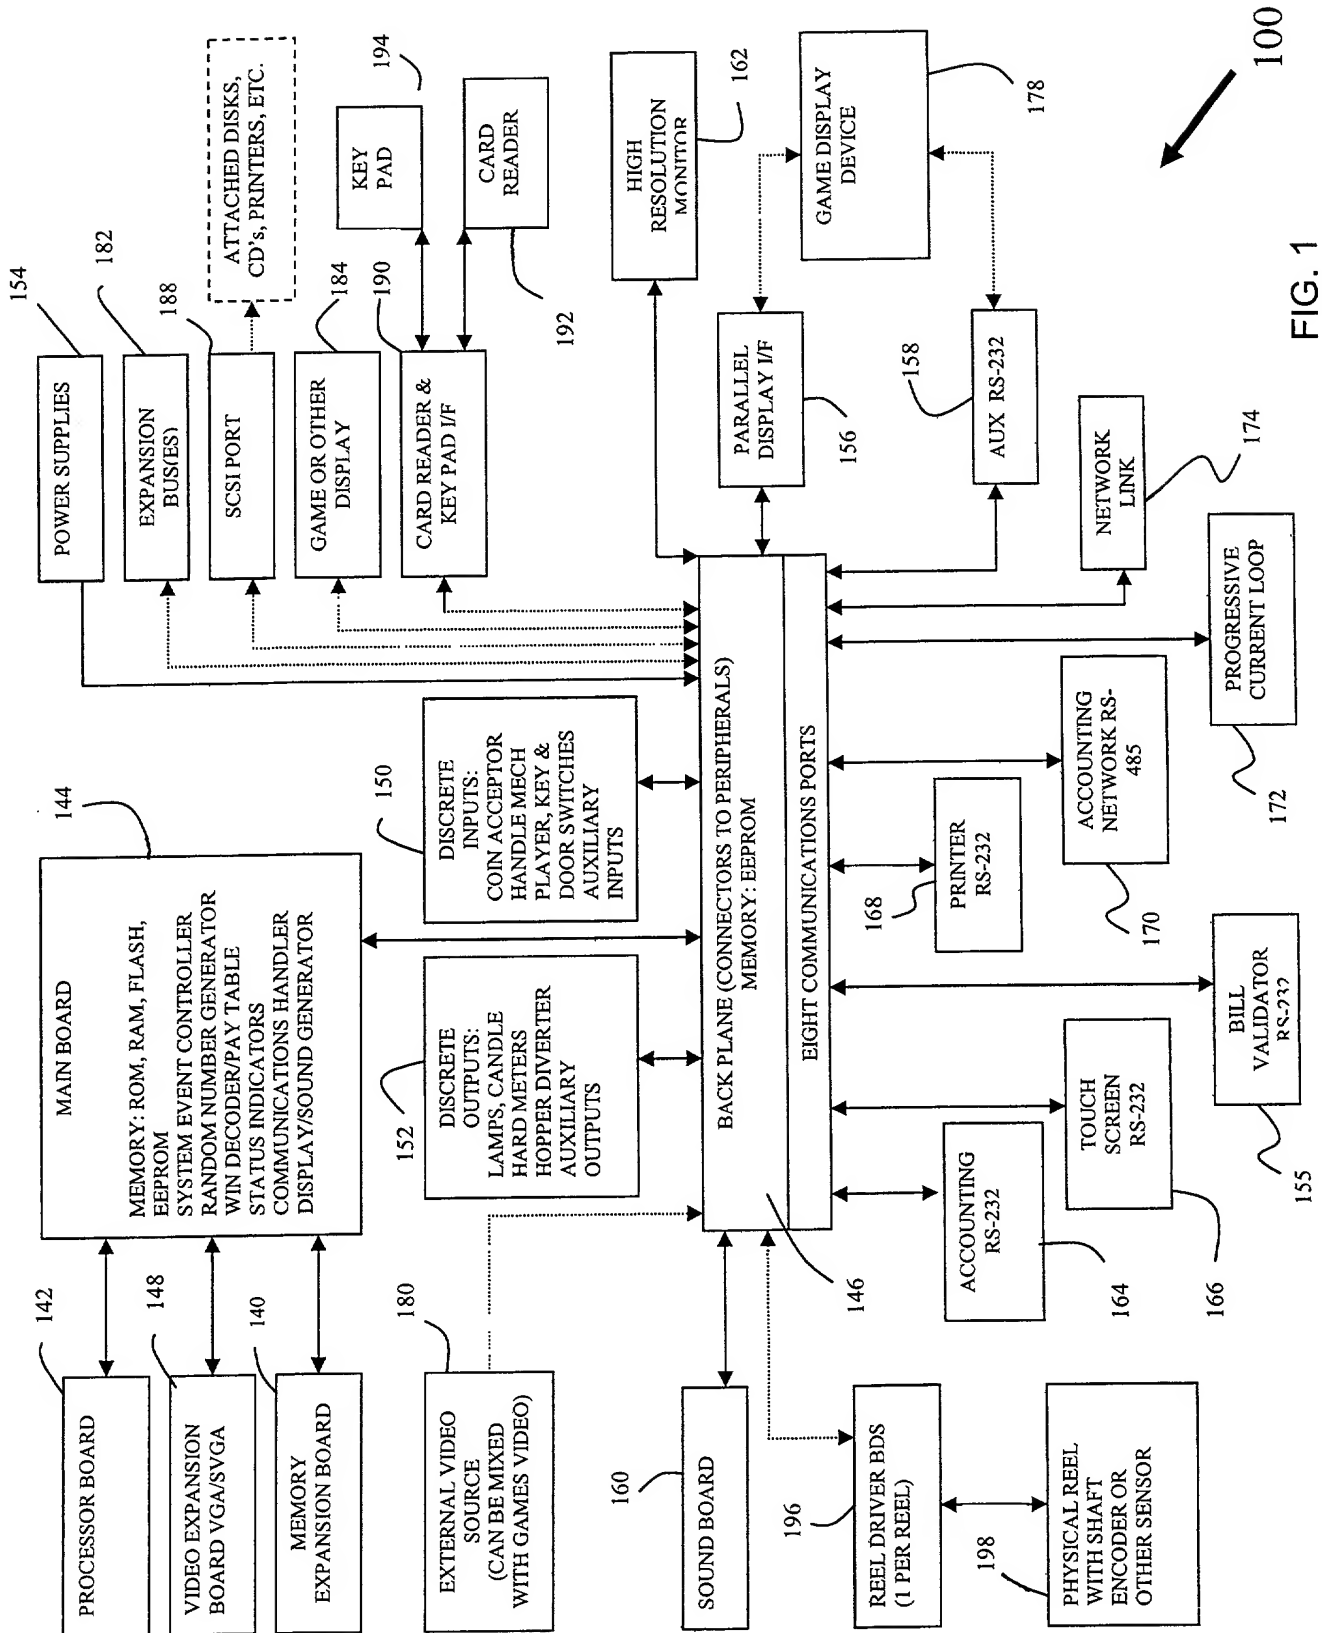 PROCESSOR BOARD
142
VIDEO EXPANSION
BOARD VGA/SVGA
148
MEMORY
EXPANSION BOARD
140
MAIN BOARD
MEMORY: ROM, RAM, FLASH,
EEPROM
SYSTEM EVENT CONTROLLER
RANDOM NUMBER GENERATOR
WIN DECODER/PAY TABLE
STATUS INDICATORS
COMMUNICATIONS HANDLER
DISPLAY/SOUND GENERATOR
144
POWER SUPPLIES
154
EXPANSION
BUS(ES)
182
SCSI PORT
188
ATTACHED DISKS,
CD's, PRINTERS, ETC.
GAME OR OTHER
DISPLAY
184
CARD READER &
KEY PAD I/F
190
KEY
PAD
194
CARD
READER
192
EXTERNAL VIDEO
SOURCE
(CAN BE MIXED
WITH GAMES VIDEO)
180
DISCRETE
OUTPUTS:
LAMPS, CANDLE
HARD METERS
HOPPER DIVERTER
AUXILIARY
OUTPUTS
152
DISCRETE
INPUTS:
COIN ACCEPTOR
HANDLE MECH
PLAYER, KEY &
DOOR SWITCHES
AUXILIARY
INPUTS
150
HIGH
RESOLUTION
MONITOR
162
SOUND BOARD
160
BACK PLANE (CONNECTORS TO PERIPHERALS)
MEMORY: EEPROM
EIGHT COMMUNICATIONS PORTS
146
PARALLEL
DISPLAY I/F
156
GAME DISPLAY
DEVICE
178
REEL DRIVER BDS
(1 PER REEL)
196
PHYSICAL REEL
WITH SHAFT
ENCODER OR
OTHER SENSOR
198
ACCOUNTING
RS-232
164
TOUCH
SCREEN
RS-232
166
BILL
VALIDATOR
RS-232
155
PRINTER
RS-232
168
ACCOUNTING
NETWORK RS-
485
170
PROGRESSIVE
CURRENT LOOP
172
NETWORK
LINK
174
AUX RS-232
158
FIG. 1
100